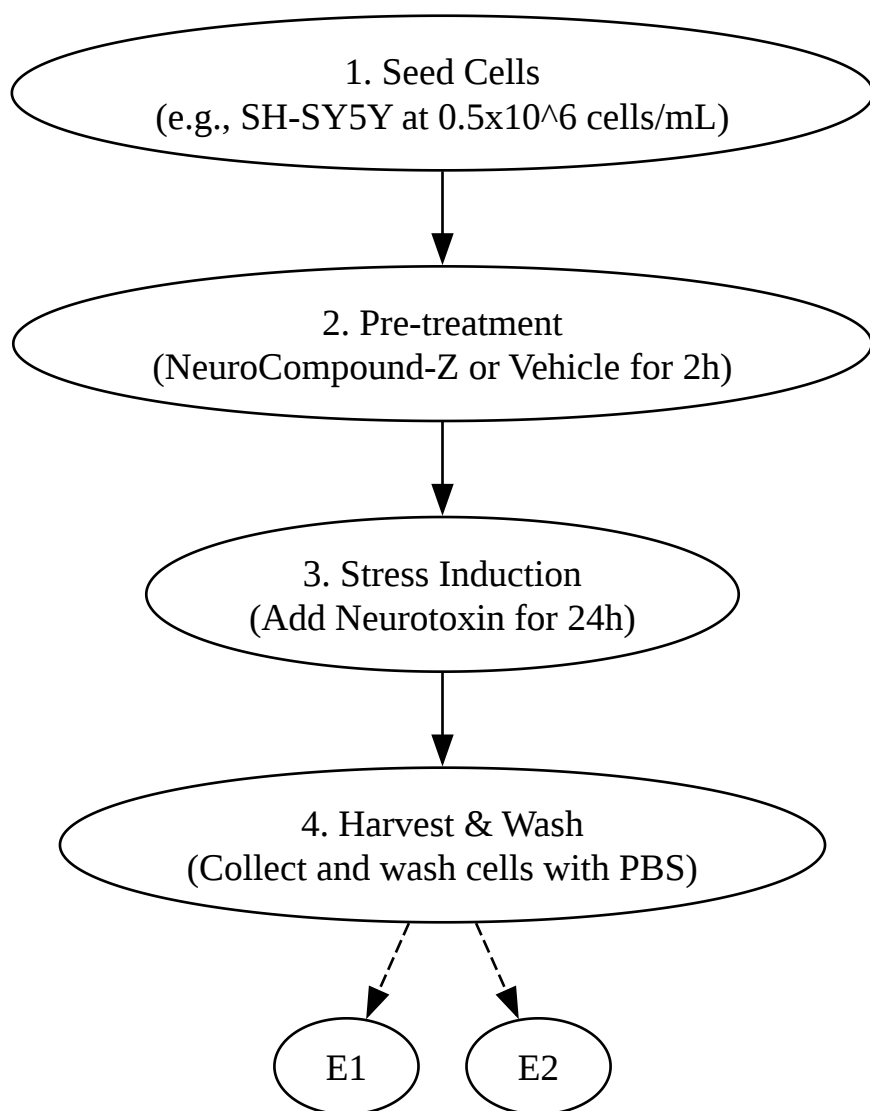 1. Seed Cells
(e.g., SH-SY5Y at 0.5x10^6 cells/mL)
2. Pre-treatment
(NeuroCompound-Z or Vehicle for 2h)
3. Stress Induction
(Add Neurotoxin for 24h)
4. Harvest & Wash
(Collect and wash cells with PBS)
E1
E2